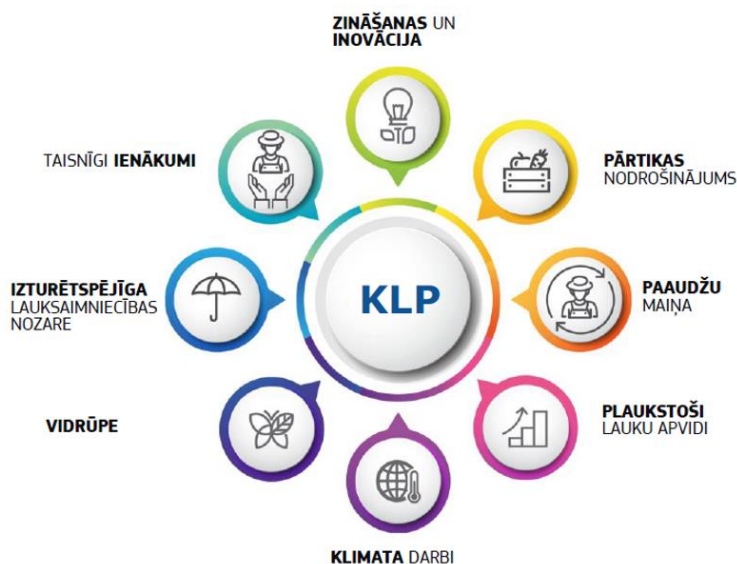 ZINĀŠANAS UN
INOVĀCIJA
TAISNĪGI IENĀKUMI
PĀRTIKAS
NODROŠINĀJUMS
IZTURĒTSPĒJĪGA
LAUKSAIMNIECĪBAS
NOZARE
KLP
PAAUDŽU
MAIŅA
VIDRŪPE
PLAUKSTOŠI
LAUKU APVIDI
KLIMATA DARBI